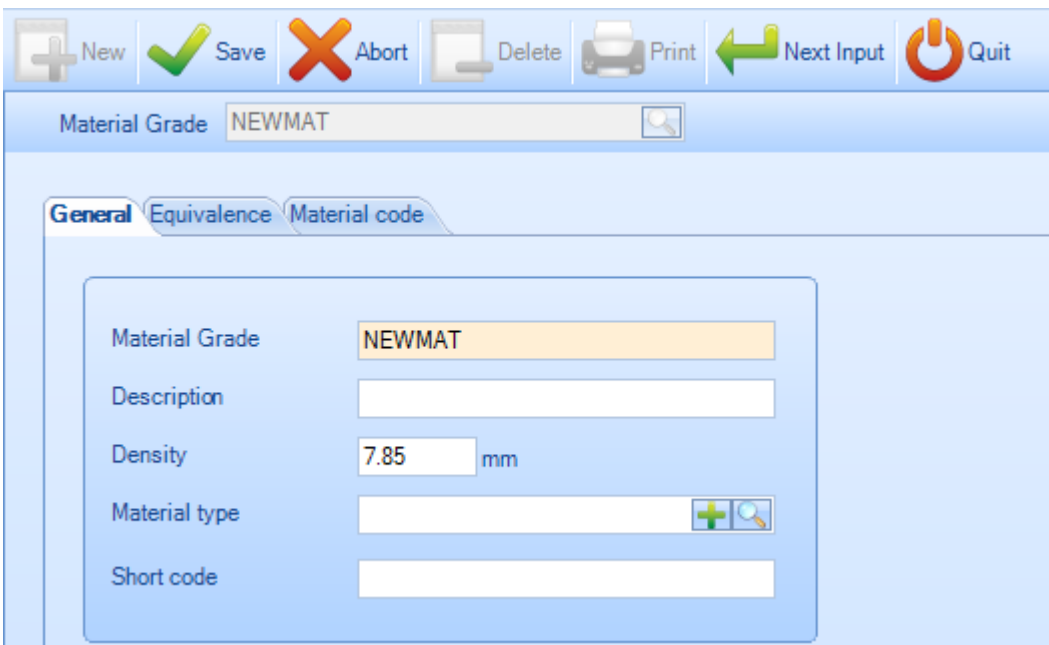 New Save Abort Delete Print Next Input Quit
Material Grade NEWMAT
General Equivalence Material code
Material Grade NEWMAT
Description
Density 7.85 mm
Material type
Short code